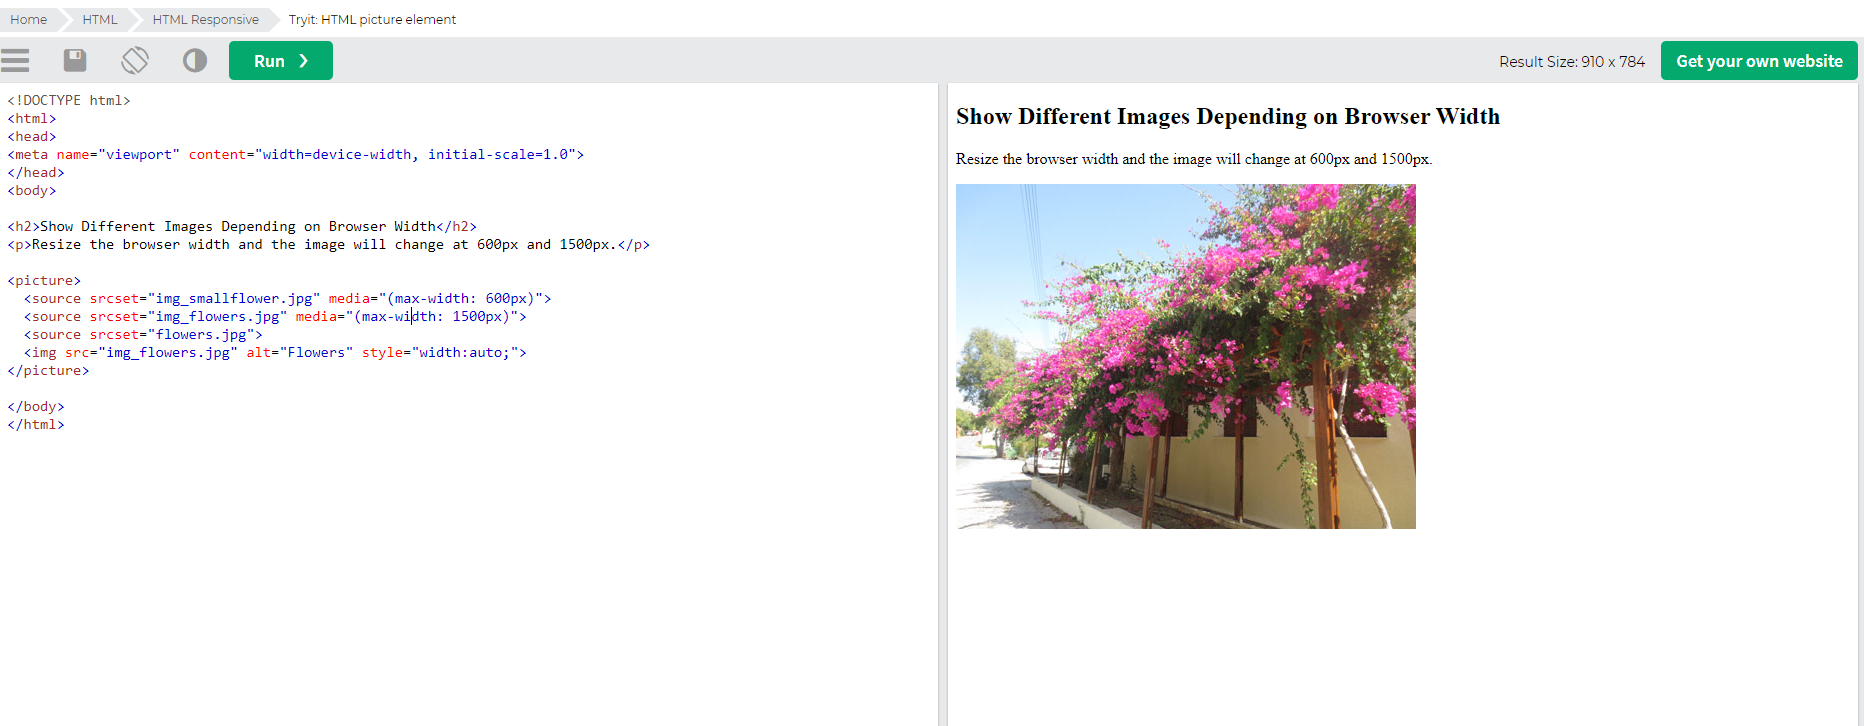 Home HTML HTML Responsive Tryit: HTML picture element
Run ❯ Result Size: 910 x 784 Get your own website
<!DOCTYPE html>
<html>
<head>
<meta name="viewport" content="width=device-width, initial-scale=1.0">
</head>
<body>
<h2>Show Different Images Depending on Browser Width</h2>
<p>Resize the browser width and the image will change at 600px and 1500px.</p>
<picture>
<source srcset="img_smallflower.jpg" media="(max-width: 600px)">
<source srcset="img_flowers.jpg" media="(max-width: 1500px)">
<source srcset="flowers.jpg">
<img src="img_flowers.jpg" alt="Flowers" style="width:auto;">
</picture>
</body>
</html>
Show Different Images Depending on Browser Width
Resize the browser width and the image will change at 600px and 1500px.